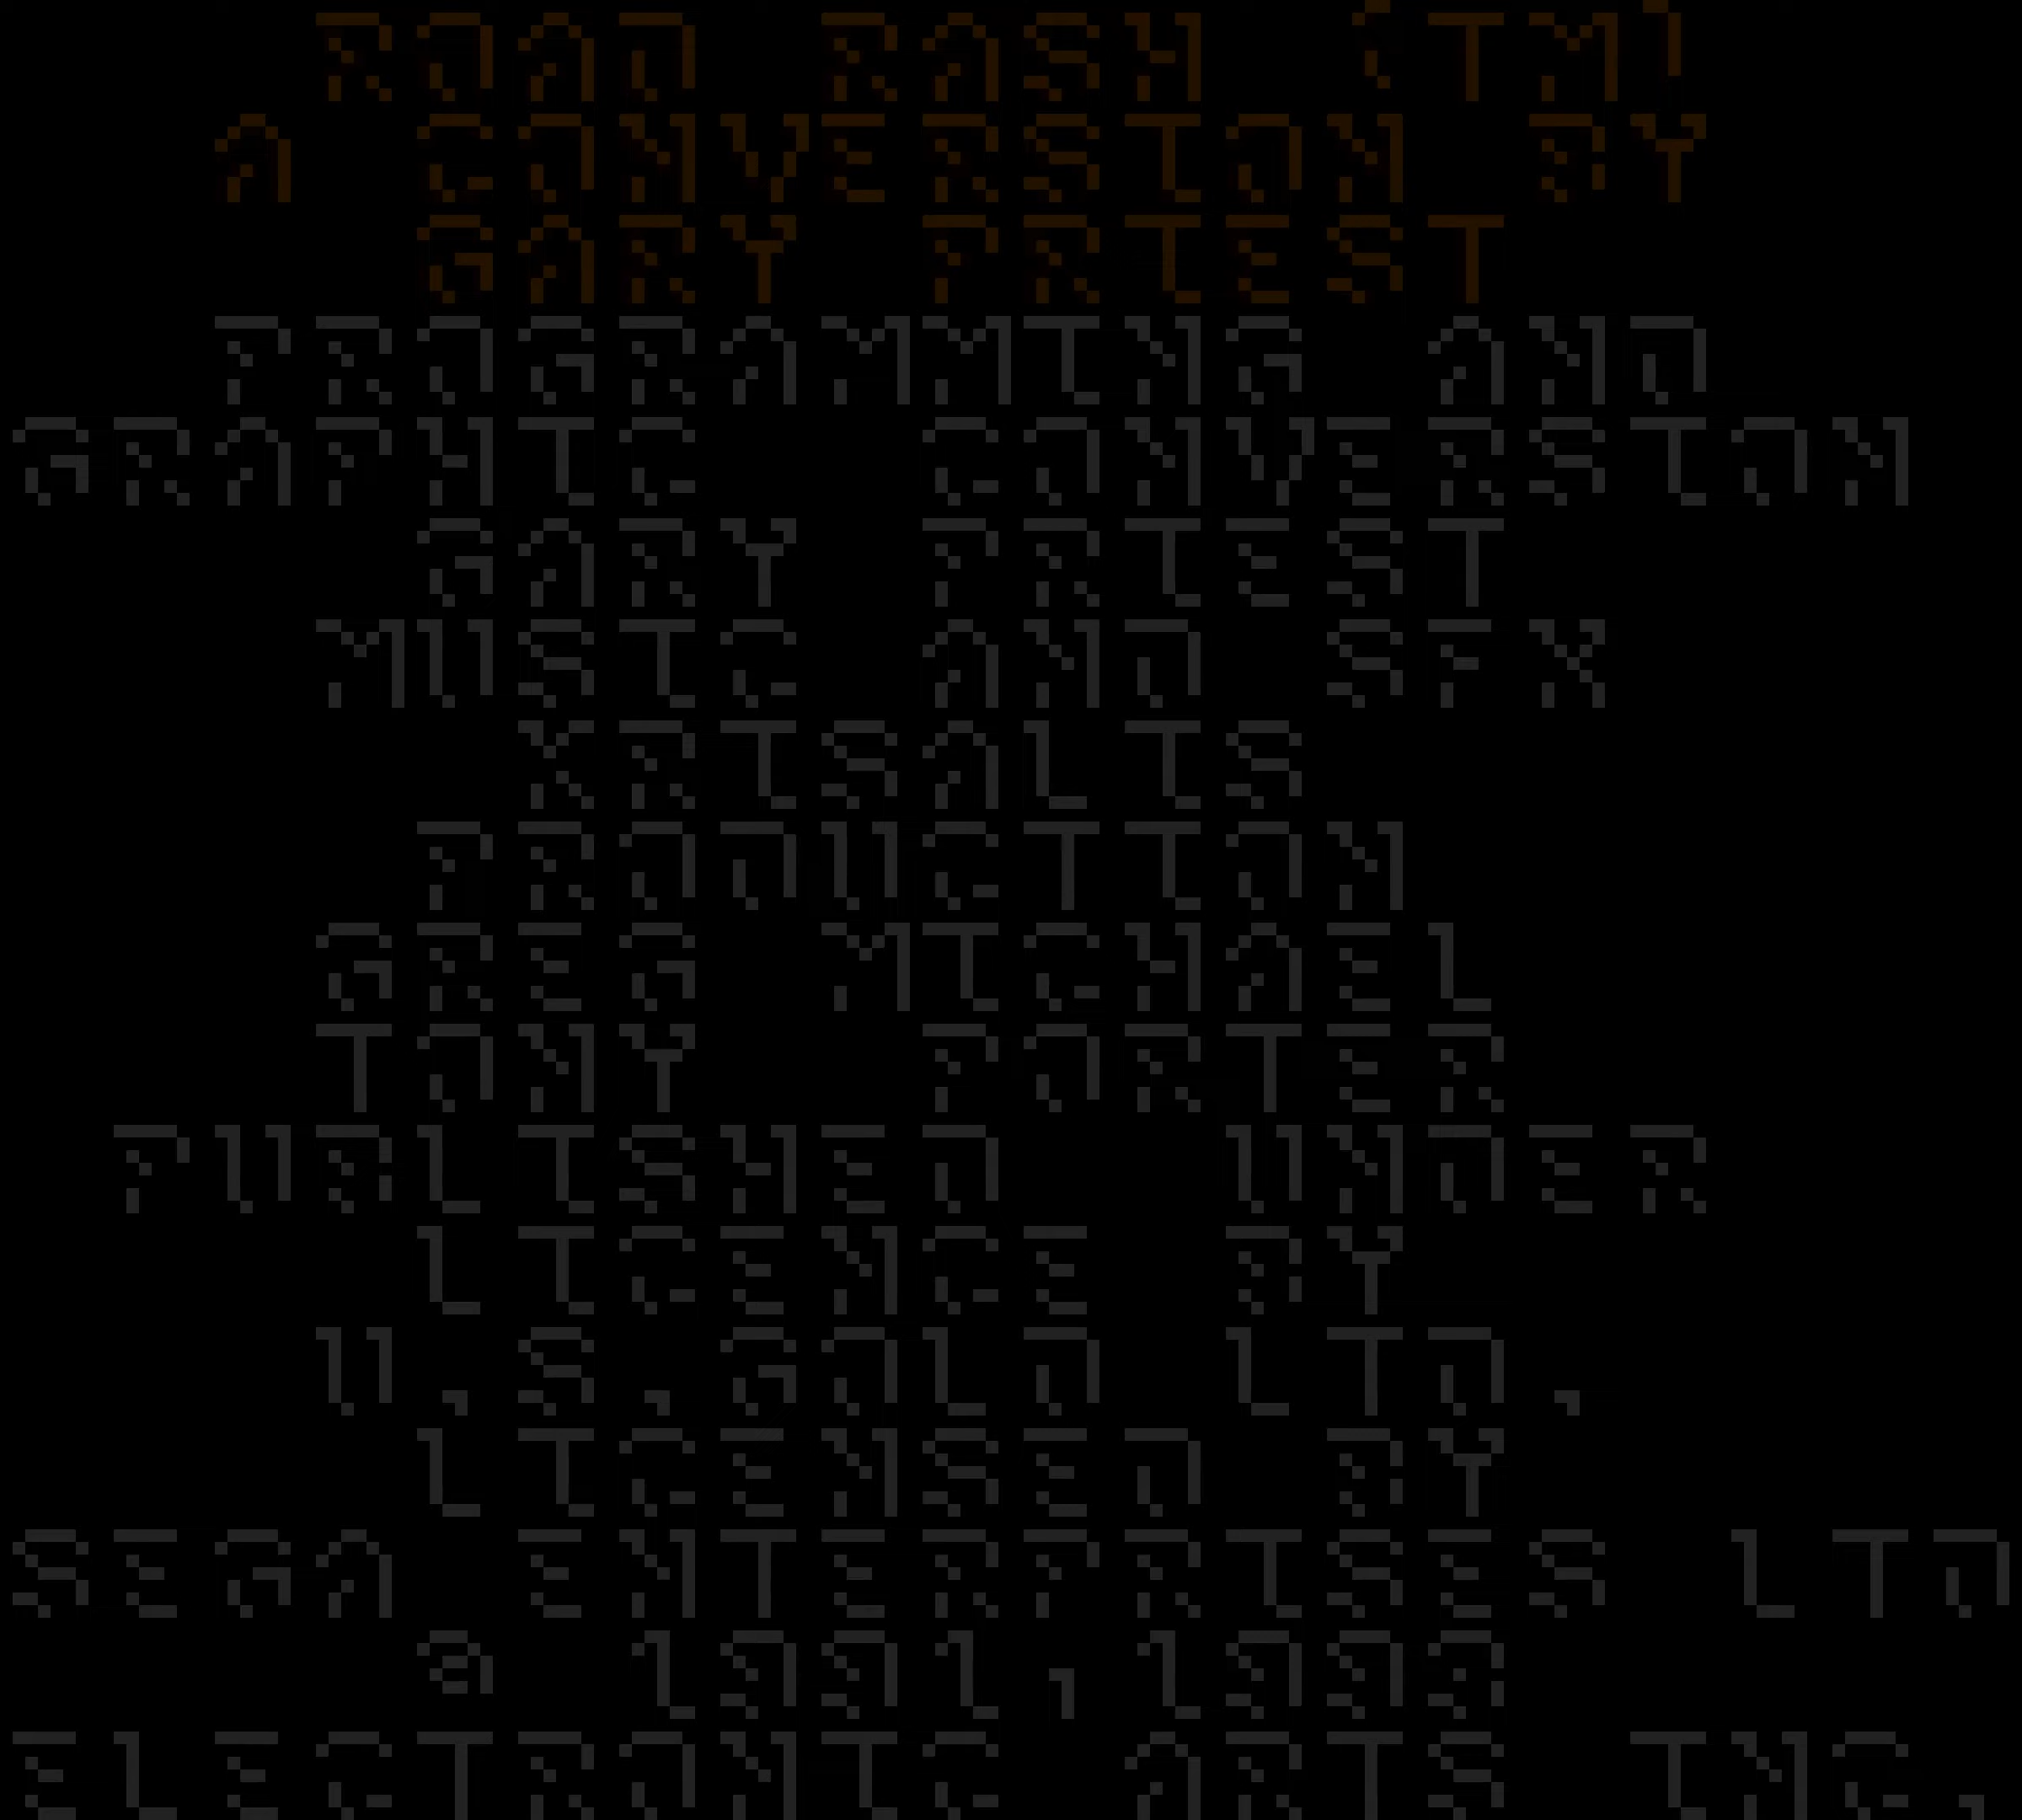 ROAD RASH (TM)
A CONVERSION BY
GARY PRIEST
PROGRAMMING AND
GRAPHIC CONVERSION
GARY PRIEST
MUSIC AND SFX
KRISALIS
PRODUCTION
GREG MICHAEL
TONY PORTER
PUBLISHED UNDER
LICENCE BY
U.S.GOLD LTD.
LICENSED BY
SEGA ENTERPRISES LTD
© 1991,1993
ELECTRONIC ARTS INC.